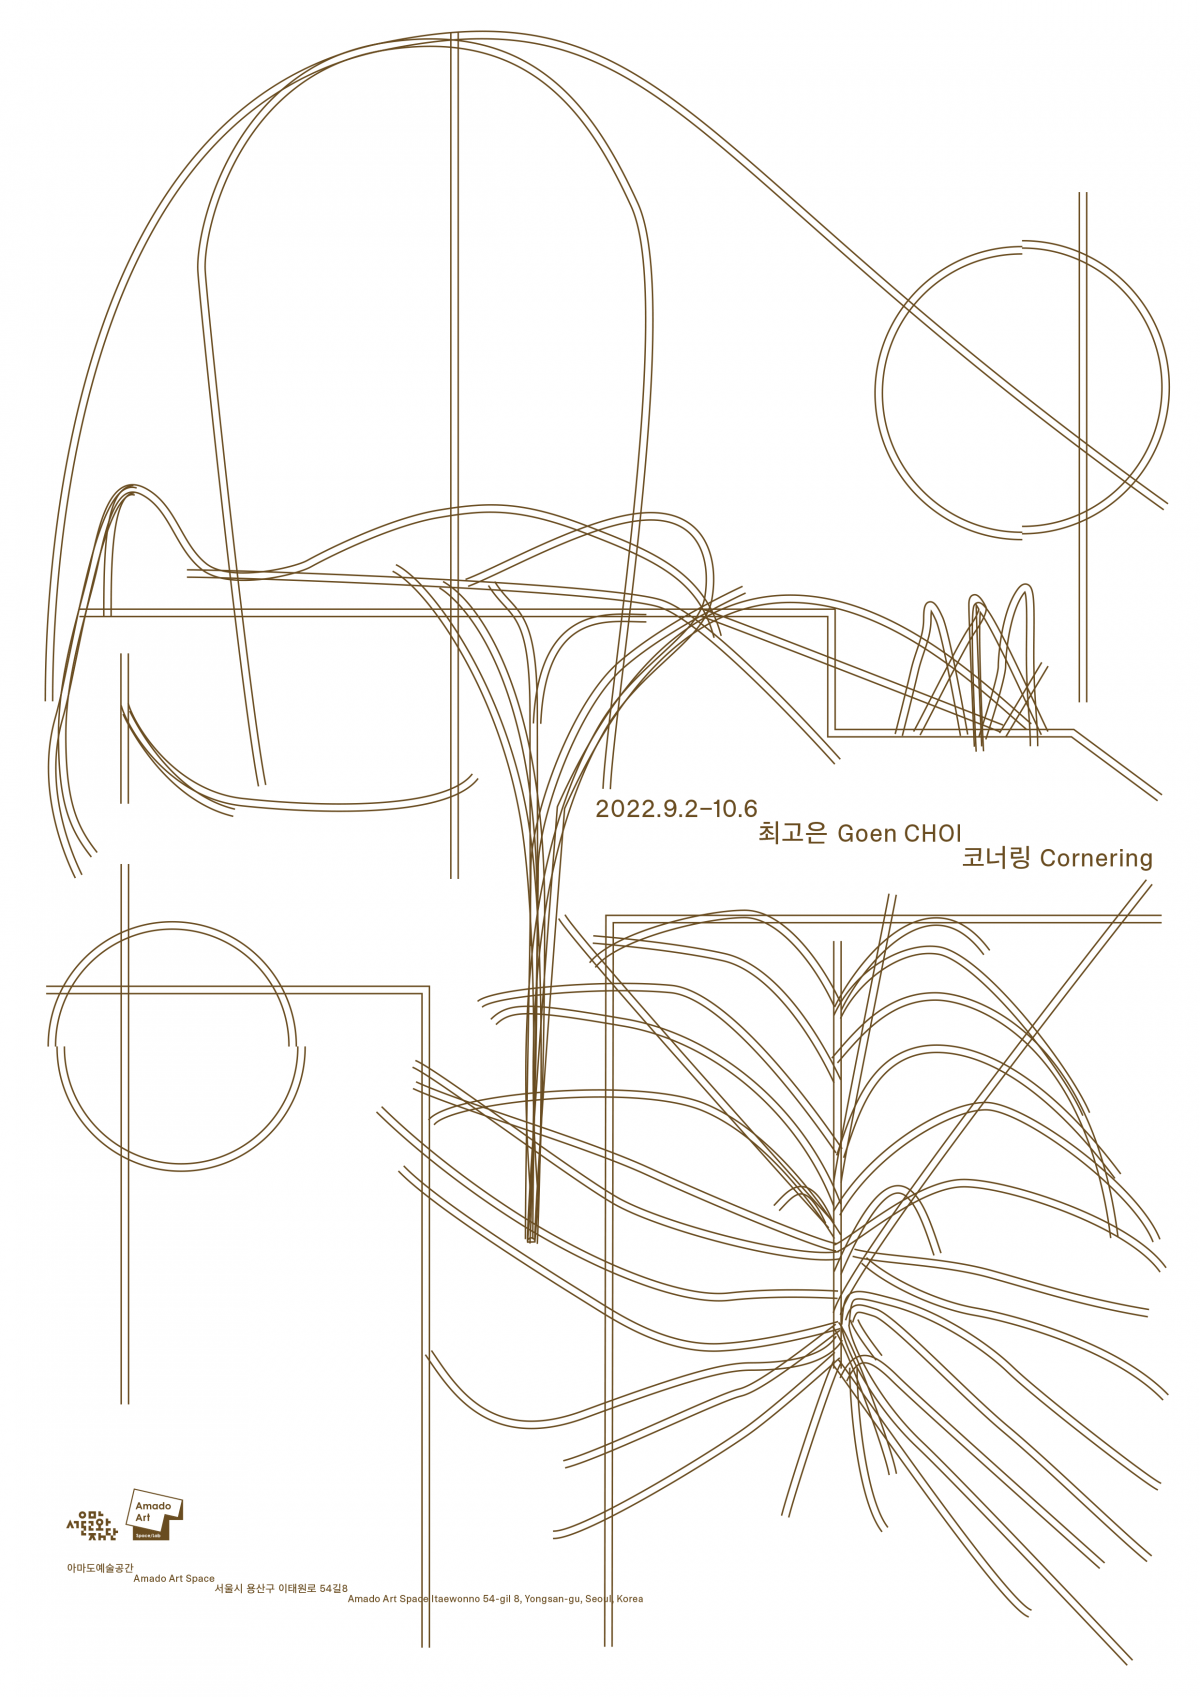 2022.9.2–10.6
최고은 Goen CHOI
코너링 Cornering
서울문화재단
Amado
Art
Space/Lab
아마도예술공간
Amado Art Space
서울시 용산구 이태원로 54길8
Amado Art Space Itaewonno 54-gil 8, Yongsan-gu, Seoul, Korea